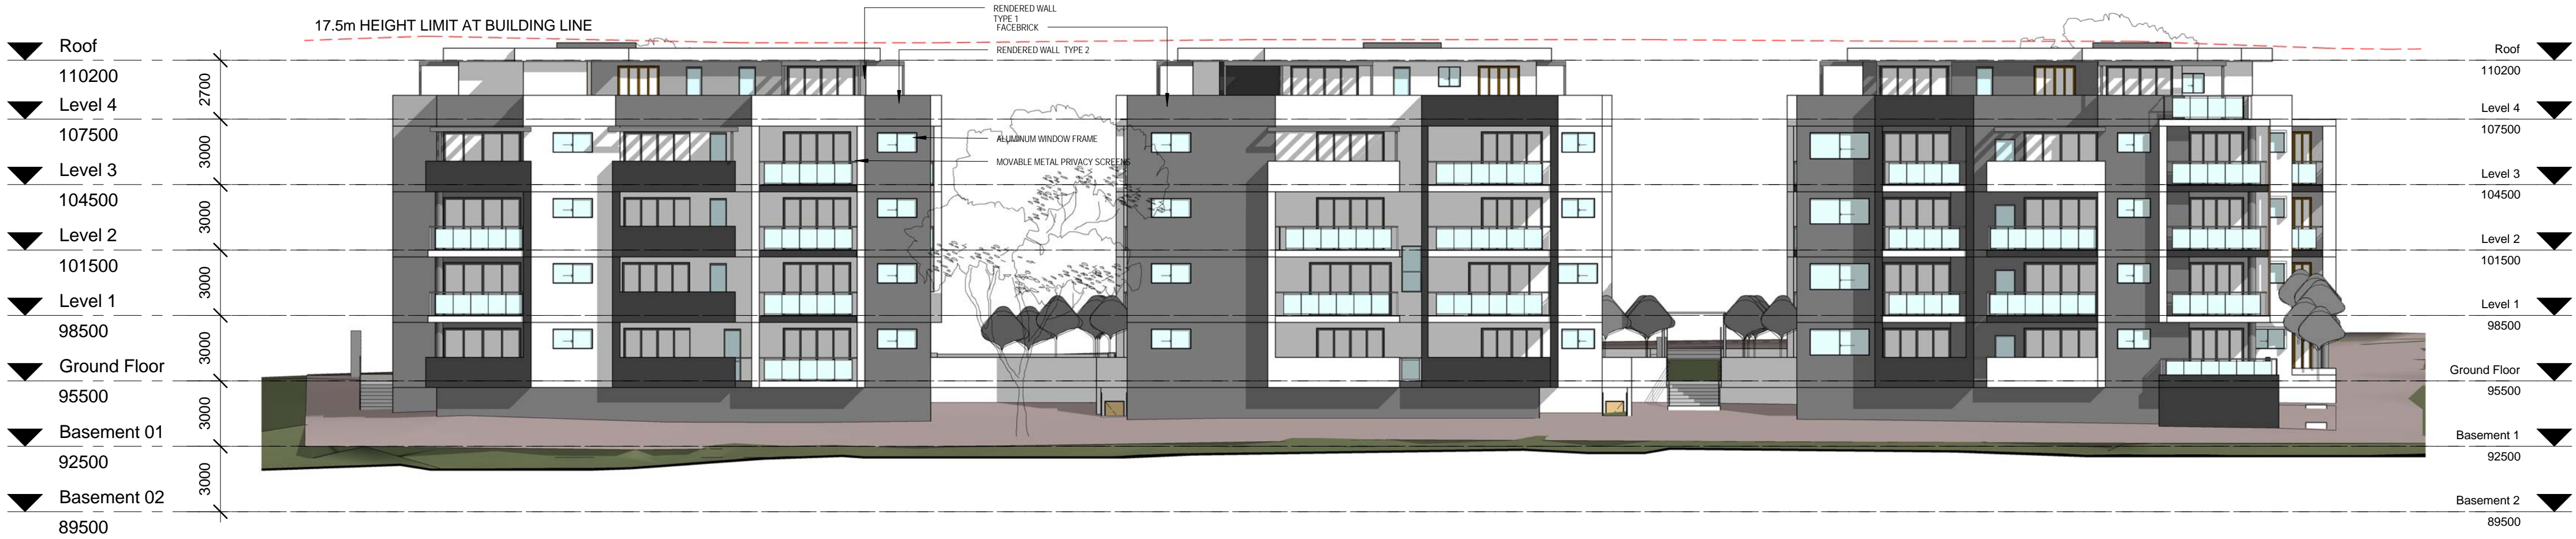 17.5m HEIGHT LIMIT AT BUILDING LINE
RENDERED WALL
TYPE 1
FACEBRICK
RENDERED WALL TYPE 2
ALUMINUM WINDOW FRAME
MOVABLE METAL PRIVACY SCREENS
Roof
110200
Level 4
107500
Level 3
104500
Level 2
101500
Level 1
98500
Ground Floor
95500
Basement 01
92500
Basement 02
89500
2700
3000
3000
3000
3000
3000
3000
Roof
110200
Level 4
107500
Level 3
104500
Level 2
101500
Level 1
98500
Ground Floor
95500
Basement 1
92500
Basement 2
89500